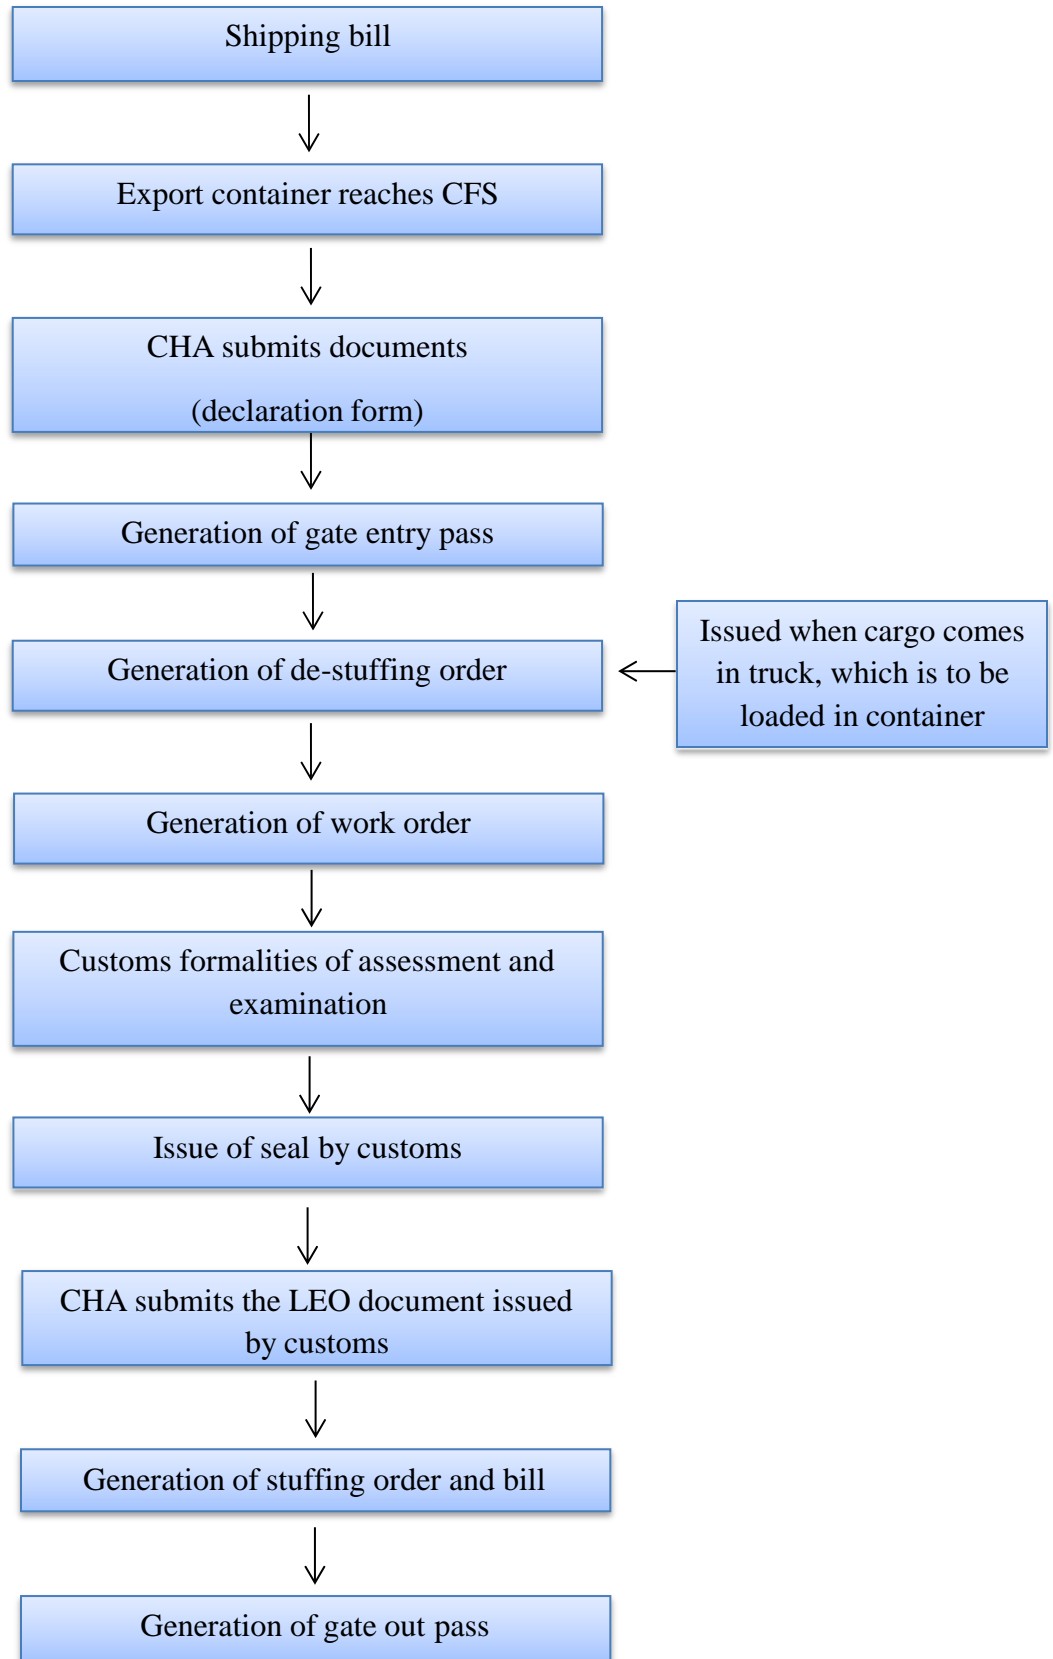 Shipping bill
Export container reaches CFS
CHA submits documents
(declaration form)
Generation of gate entry pass
Generation of de-stuffing order
Issued when cargo comes
in truck, which is to be
loaded in container
Generation of work order
Customs formalities of assessment and
examination
Issue of seal by customs
CHA submits the LEO document issued
by customs
Generation of stuffing order and bill
Generation of gate out pass